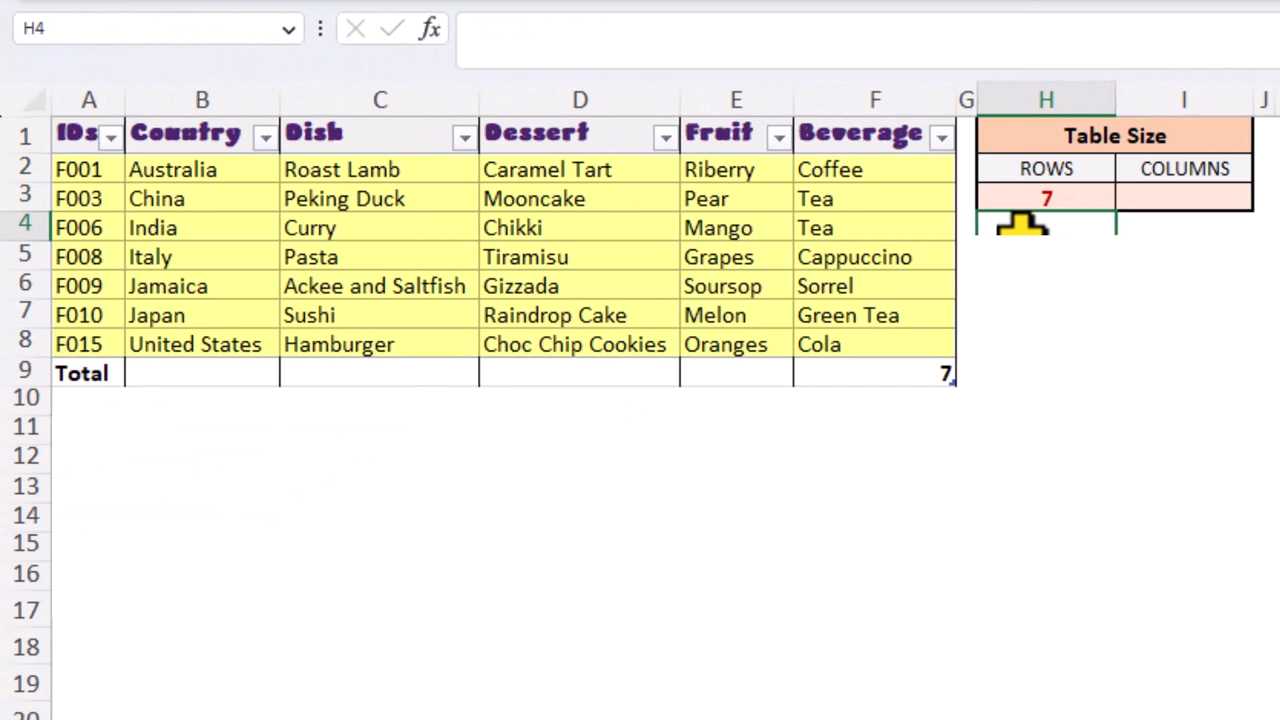 H4 fx
A B C D E F G H I J
1 IDs Country Dish Dessert Fruit Beverage Table Size
2 F001 Australia Roast Lamb Caramel Tart Riberry Coffee ROWS COLUMNS
3 F003 China Peking Duck Mooncake Pear Tea 7
4 F006 India Curry Chikki Mango Tea
5 F008 Italy Pasta Tiramisu Grapes Cappuccino
6 F009 Jamaica Ackee and Saltfish Gizzada Soursop Sorrel
7 F010 Japan Sushi Raindrop Cake Melon Green Tea
8 F015 United States Hamburger Choc Chip Cookies Oranges Cola
9 Total 7
10
11
12
13
14
15
16
17
18
19
20